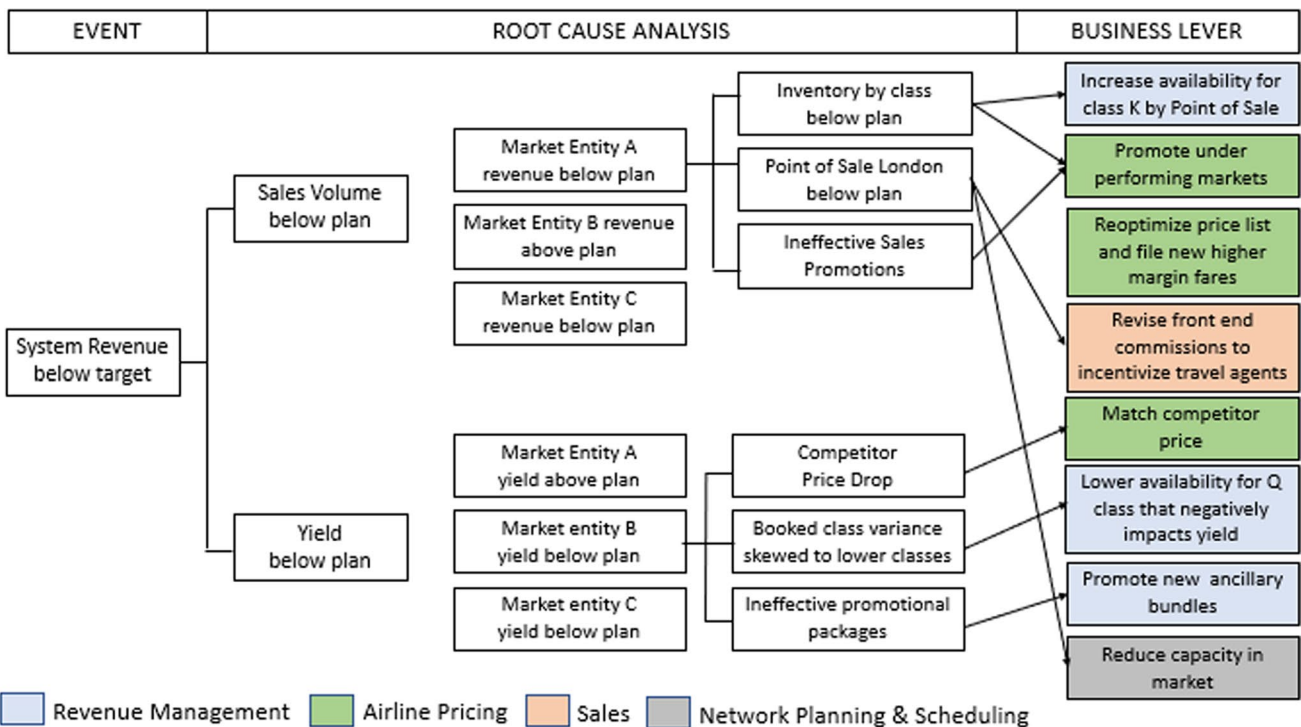 EVENT
ROOT CAUSE ANALYSIS
BUSINESS LEVER
System Revenue
below target
Sales Volume
below plan
Yield
below plan
Market Entity A
revenue below plan
Market Entity B revenue
above plan
Market Entity C
revenue below plan
Market Entity A
yield above plan
Market entity B
yield below plan
Market entity C
yield below plan
Inventory by class
below plan
Point of Sale London
below plan
Ineffective Sales
Promotions
Competitor
Price Drop
Booked class variance
skewed to lower classes
Ineffective promotional
packages
Increase availability for
class K by Point of Sale
Promote under
performing markets
Reoptimize price list
and file new higher
margin fares
Revise front end
commissions to
incentivize travel agents
Match competitor
price
Lower availability for Q
class that negatively
impacts yield
Promote new ancillary
bundles
Reduce capacity in
market
Revenue Management
Airline Pricing
Sales
Network Planning & Scheduling